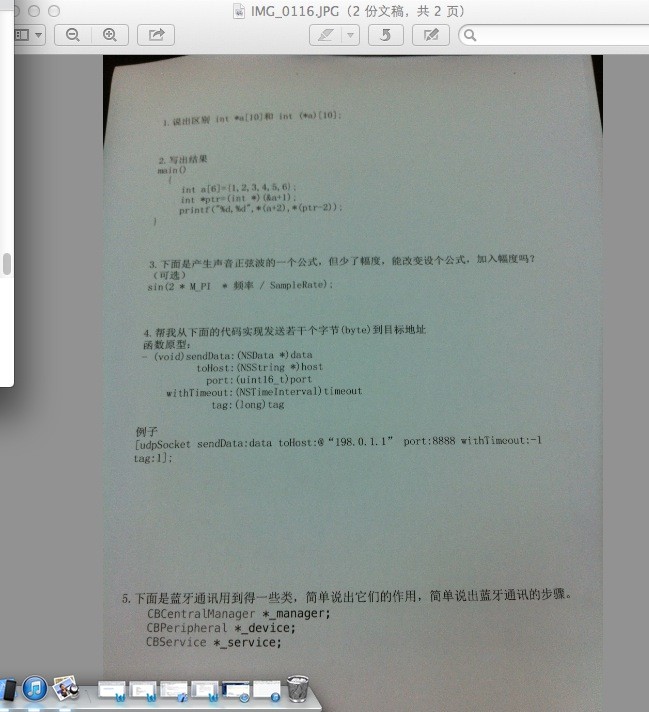 IMG_0116.JPG（2 份文稿，共 2 页）
1. 说出区别 int *a[10]和 int (*a)[10];
2. 写出结果
main()
{
int a[6]={1,2,3,4,5,6};
int *ptr=(int *)(&a+1);
printf("%d,%d",*(a+2),*(ptr-2));
}
3. 下面是产生声音正弦波的一个公式，但少了幅度，能改变设个公式，加入幅度吗？
（可选）
sin(2 * M_PI * 频率 / SampleRate);
4. 帮我从下面的代码实现发送若干个字节(byte)到目标地址
函数原型：
- (void)sendData:(NSData *)data
toHost:(NSString *)host
port:(uint16_t)port
withTimeout:(NSTimeInterval)timeout
tag:(long)tag
例子
[udpSocket sendData:data toHost:@“198.0.1.1” port:8888 withTimeout:-1
tag:1];
5. 下面是蓝牙通讯用到得一些类，简单说出它们的作用，简单说出蓝牙通讯的步骤。
CBCentralManager *_manager;
CBPeripheral *_device;
CBService *_service;